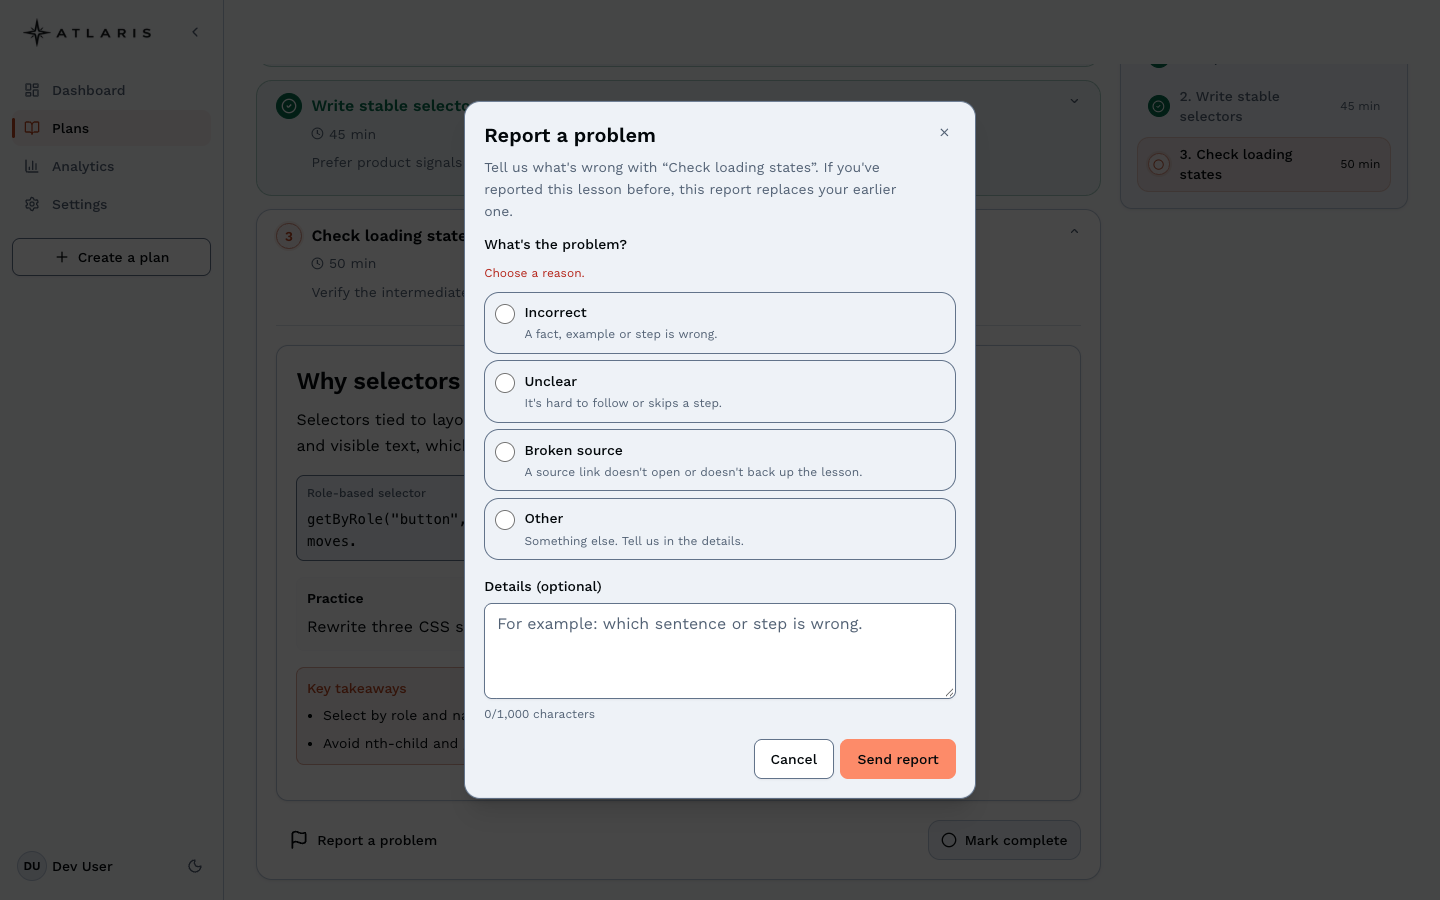 ATLARIS
Dashboard
Plans
Analytics
Settings
Create a plan
DU
Dev User
Write stable selecto
45 min
Prefer product signals
3
Check loading state
50 min
Verify the intermediate
Why selectors
Selectors tied to layo
and visible text, which
Role-based selector
getByRole("button",
moves.
Practice
Rewrite three CSS s
Key takeaways
• Select by role and na
• Avoid nth-child and
Report a problem
Mark complete
2. Write stable
selectors
45 min
3. Check loading
states
50 min
Report a problem
Tell us what's wrong with “Check loading states”. If you've
reported this lesson before, this report replaces your earlier
one.
What's the problem?
Choose a reason.
Incorrect
A fact, example or step is wrong.
Unclear
It's hard to follow or skips a step.
Broken source
A source link doesn't open or doesn't back up the lesson.
Other
Something else. Tell us in the details.
Details (optional)
For example: which sentence or step is wrong.
0/1,000 characters
Cancel
Send report